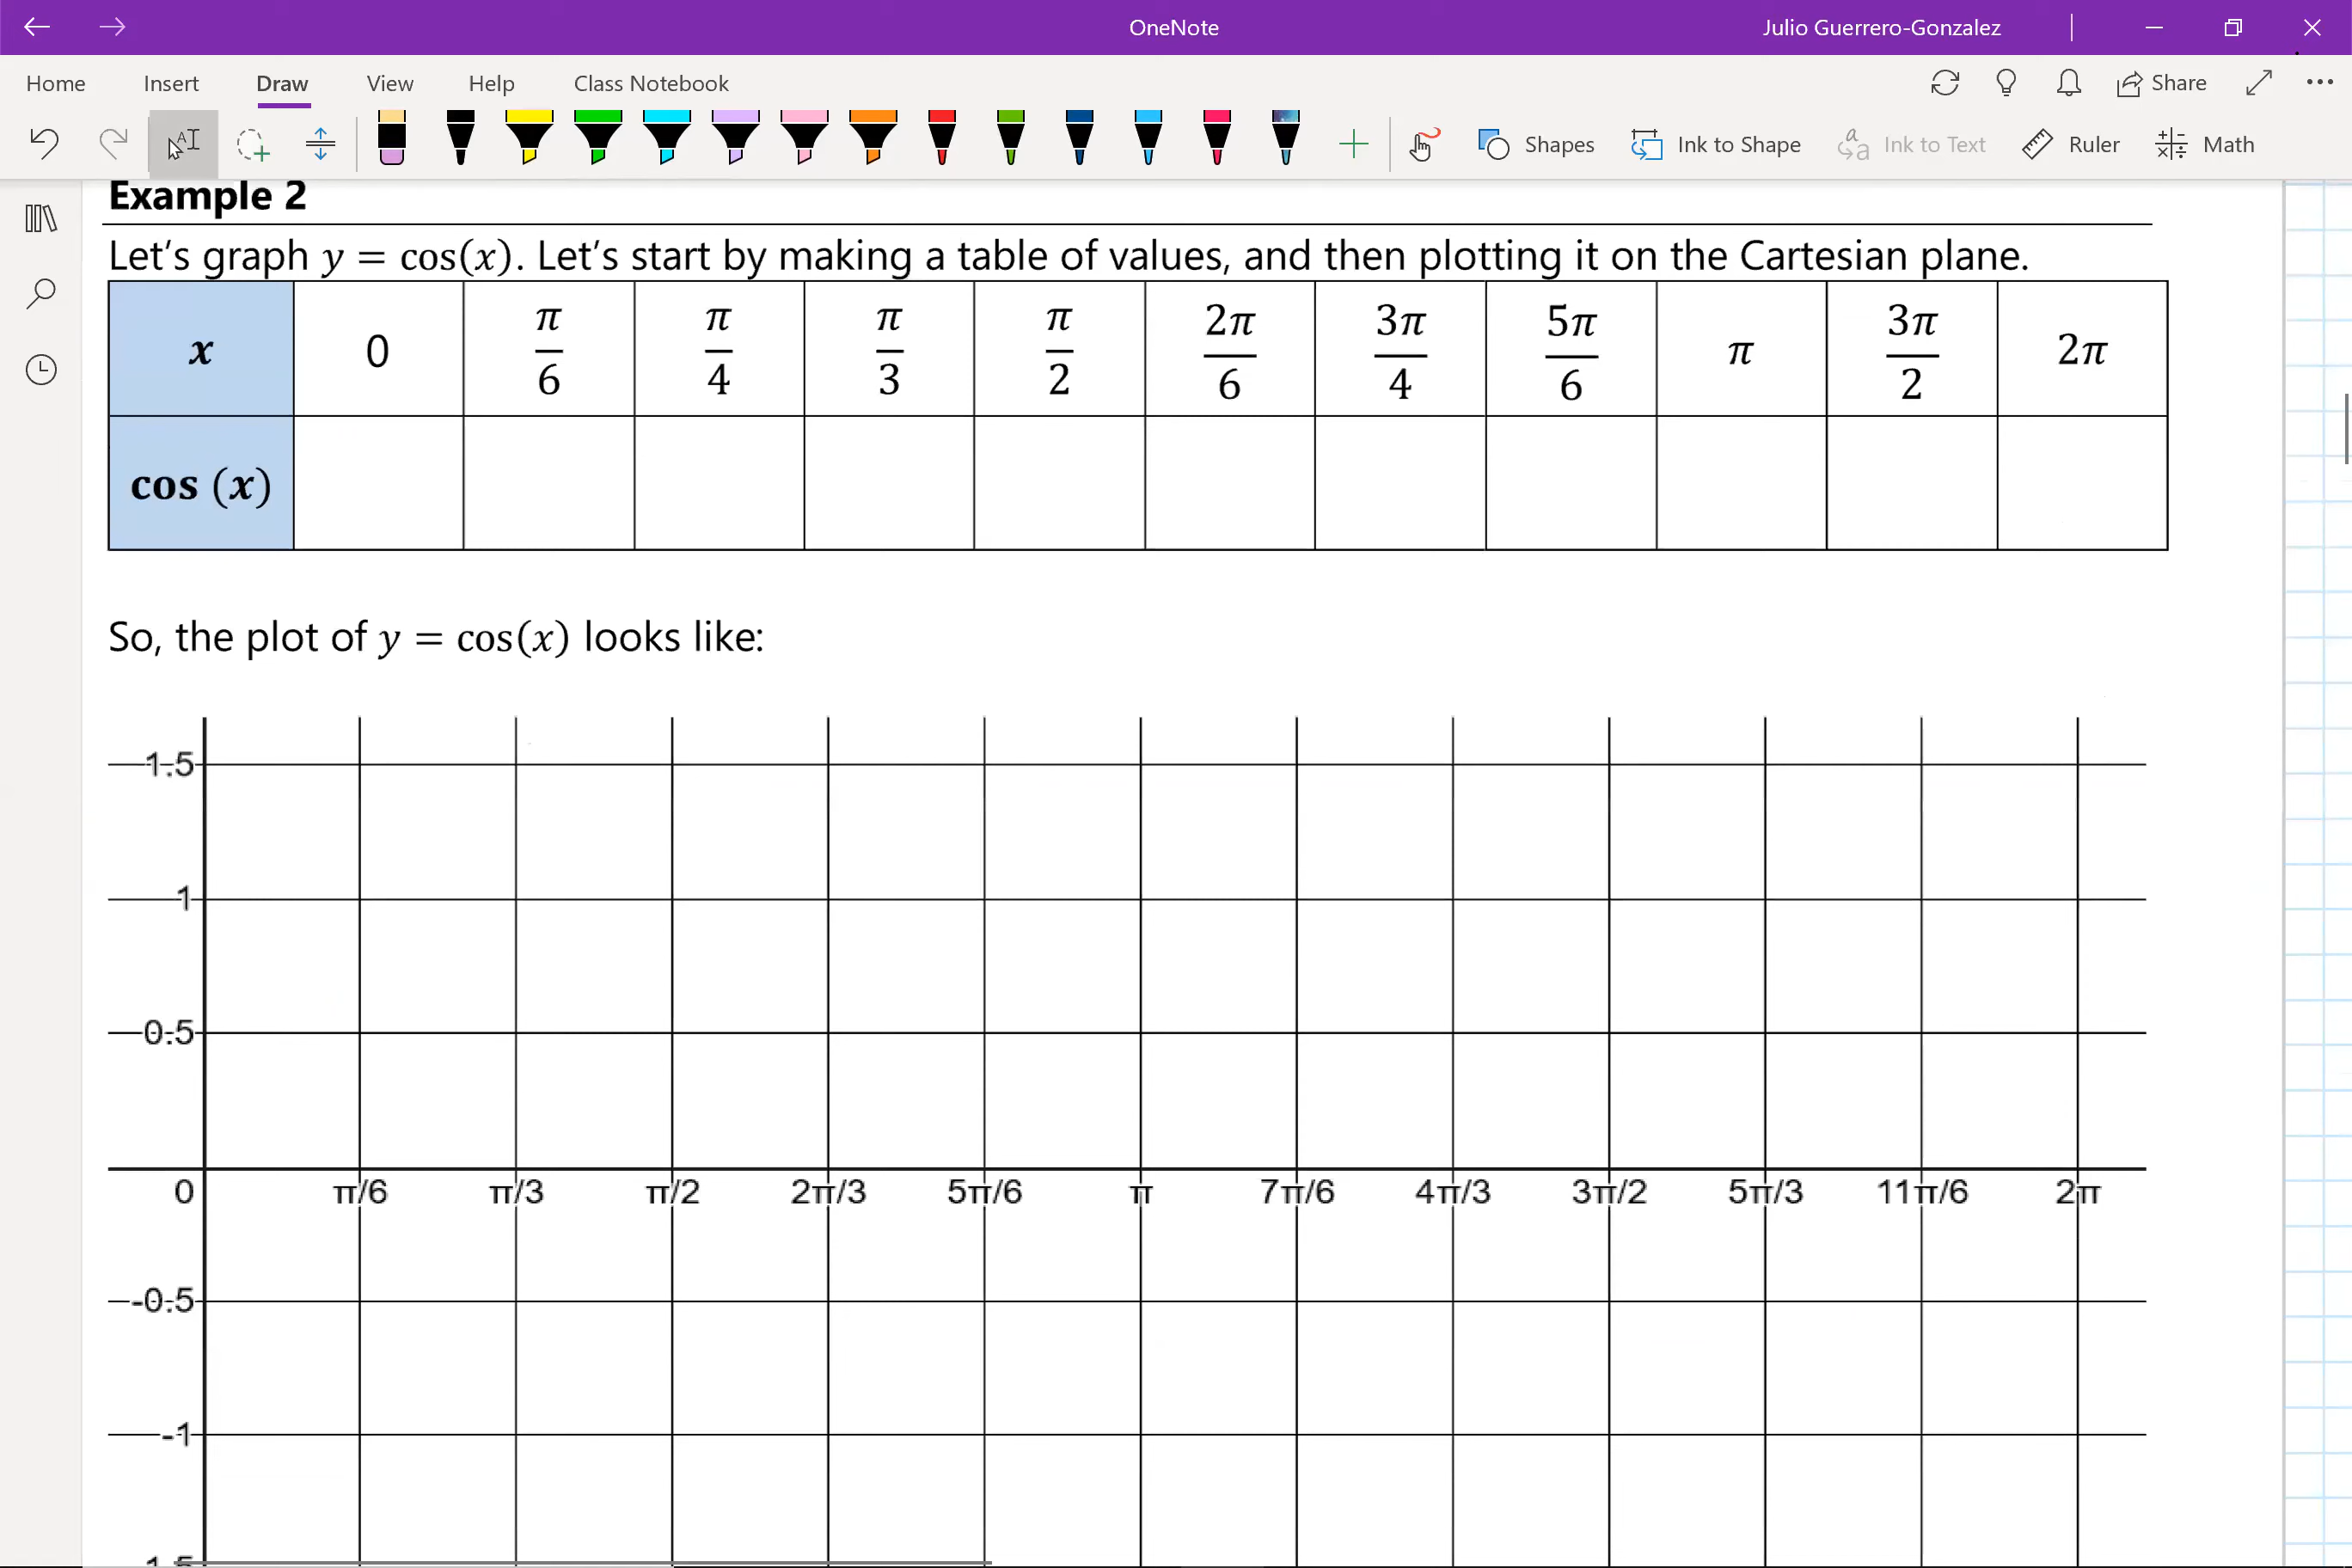 OneNote
Julio Guerrero-Gonzalez
Home Insert Draw View Help Class Notebook
Share
Shapes Ink to Shape Ink to Text Ruler Math
Example 2
Let's graph y = cos(x). Let's start by making a table of values, and then plotting it on the Cartesian plane.
x 0 π/6 π/4 π/3 π/2 2π/6 3π/4 5π/6 π 3π/2 2π
cos (x)
So, the plot of y = cos(x) looks like:
1.5
1
0.5
0 π/6 π/3 π/2 2π/3 5π/6 π 7π/6 4π/3 3π/2 5π/3 11π/6 2π
-0.5
-1